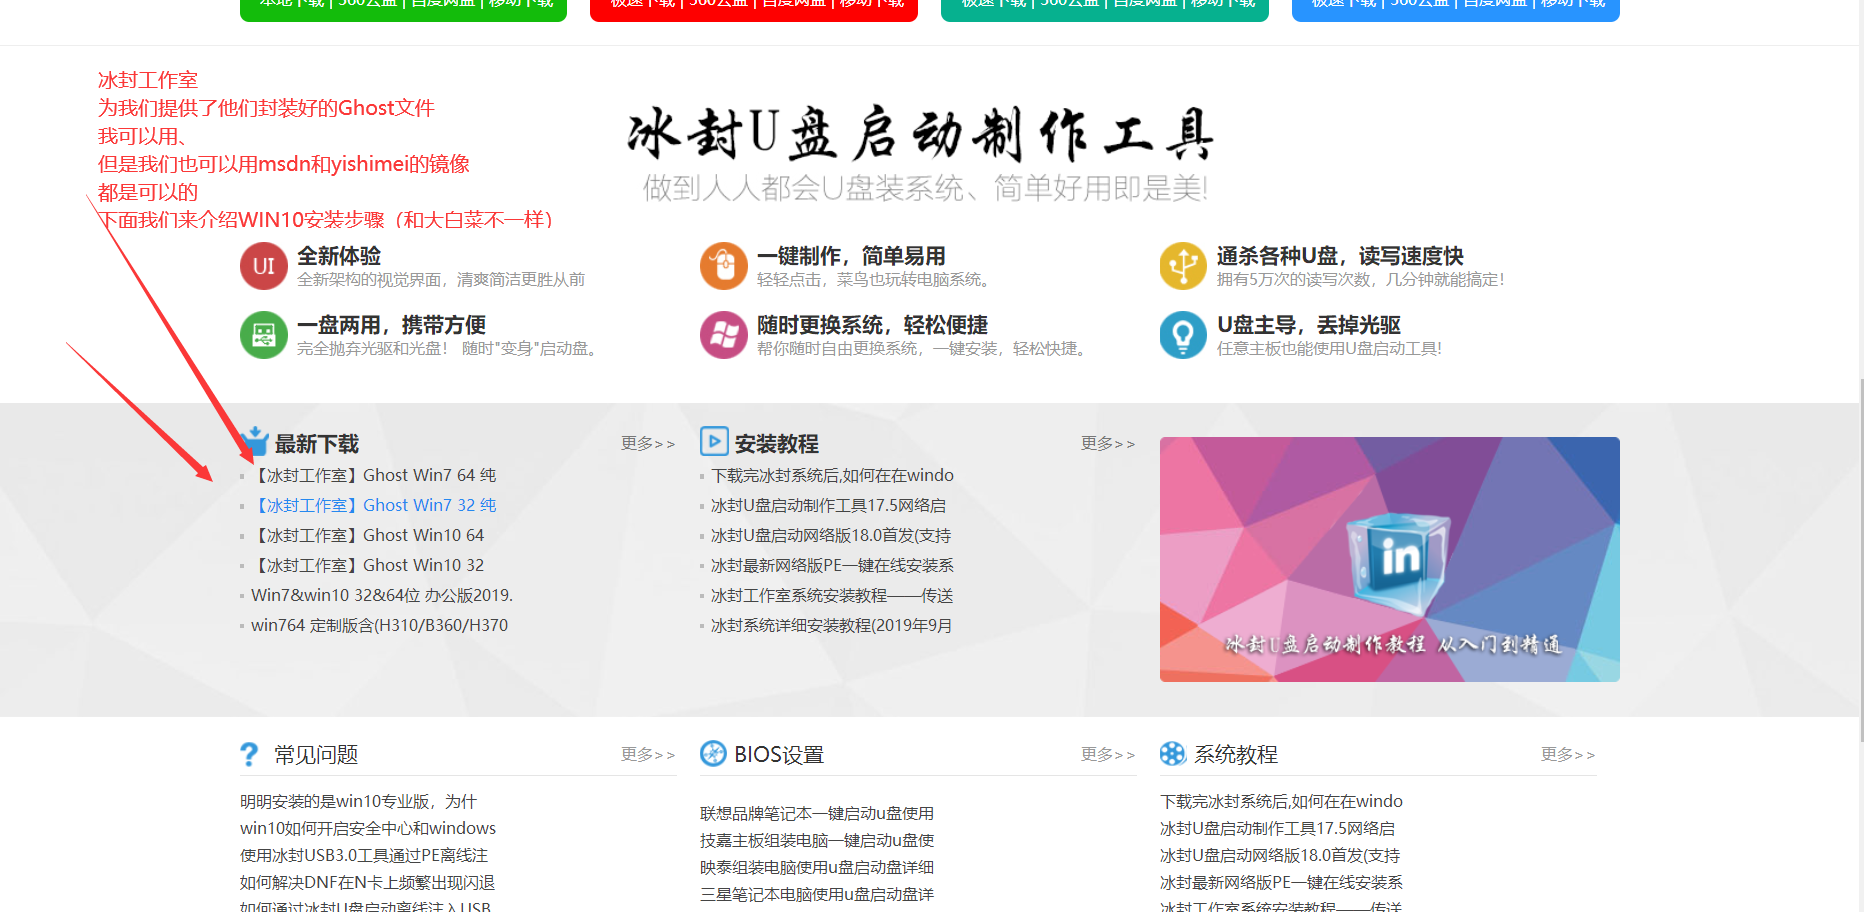 本地下载 | 360云盘 | 百度网盘 | 移动下载
极速下载 | 360云盘 | 百度网盘 | 移动下载
极速下载 | 360云盘 | 百度网盘 | 移动下载
极速下载 | 360云盘 | 百度网盘 | 移动下载
冰封工作室
为我们提供了他们封装好的Ghost文件
我可以用、
但是我们也可以用msdn和yishimei的镜像
都是可以的
下面我们来介绍WIN10安装步骤（和大白菜不一样）
冰封U盘启动制作工具
做到人人都会U盘装系统、简单好用即是美!
UI
全新体验
全新架构的视觉界面，清爽简洁更胜从前
一键制作，简单易用
轻轻点击，菜鸟也玩转电脑系统。
通杀各种U盘，读写速度快
拥有5万次的读写次数，几分钟就能搞定!
一盘两用，携带方便
完全抛弃光驱和光盘！ 随时"变身"启动盘。
随时更换系统，轻松便捷
帮你随时自由更换系统，一键安装，轻松快捷。
U盘主导，丢掉光驱
任意主板也能使用U盘启动工具!
最新下载
更多>>
【冰封工作室】Ghost Win7 64 纯
【冰封工作室】Ghost Win7 32 纯
【冰封工作室】Ghost Win10 64
【冰封工作室】Ghost Win10 32
Win7&win10 32&64位 办公版2019.
win764 定制版含(H310/B360/H370
安装教程
更多>>
下载完冰封系统后,如何在在windo
冰封U盘启动制作工具17.5网络启
冰封U盘启动网络版18.0首发(支持
冰封最新网络版PE一键在线安装系
冰封工作室系统安装教程——传送
冰封系统详细安装教程(2019年9月
in
冰封U盘启动制作教程 从入门到精通
常见问题
更多>>
明明安装的是win10专业版，为什
win10如何开启安全中心和windows
使用冰封USB3.0工具通过PE离线注
如何解决DNF在N卡上频繁出现闪退
如何通过冰封U盘启动离线注入USB
BIOS设置
更多>>
联想品牌笔记本一键启动u盘使用
技嘉主板组装电脑一键启动u盘使
映泰组装电脑使用u盘启动盘详细
三星笔记本电脑使用u盘启动盘详
系统教程
更多>>
下载完冰封系统后,如何在在windo
冰封U盘启动制作工具17.5网络启
冰封U盘启动网络版18.0首发(支持
冰封最新网络版PE一键在线安装系
冰封工作室系统安装教程——传送